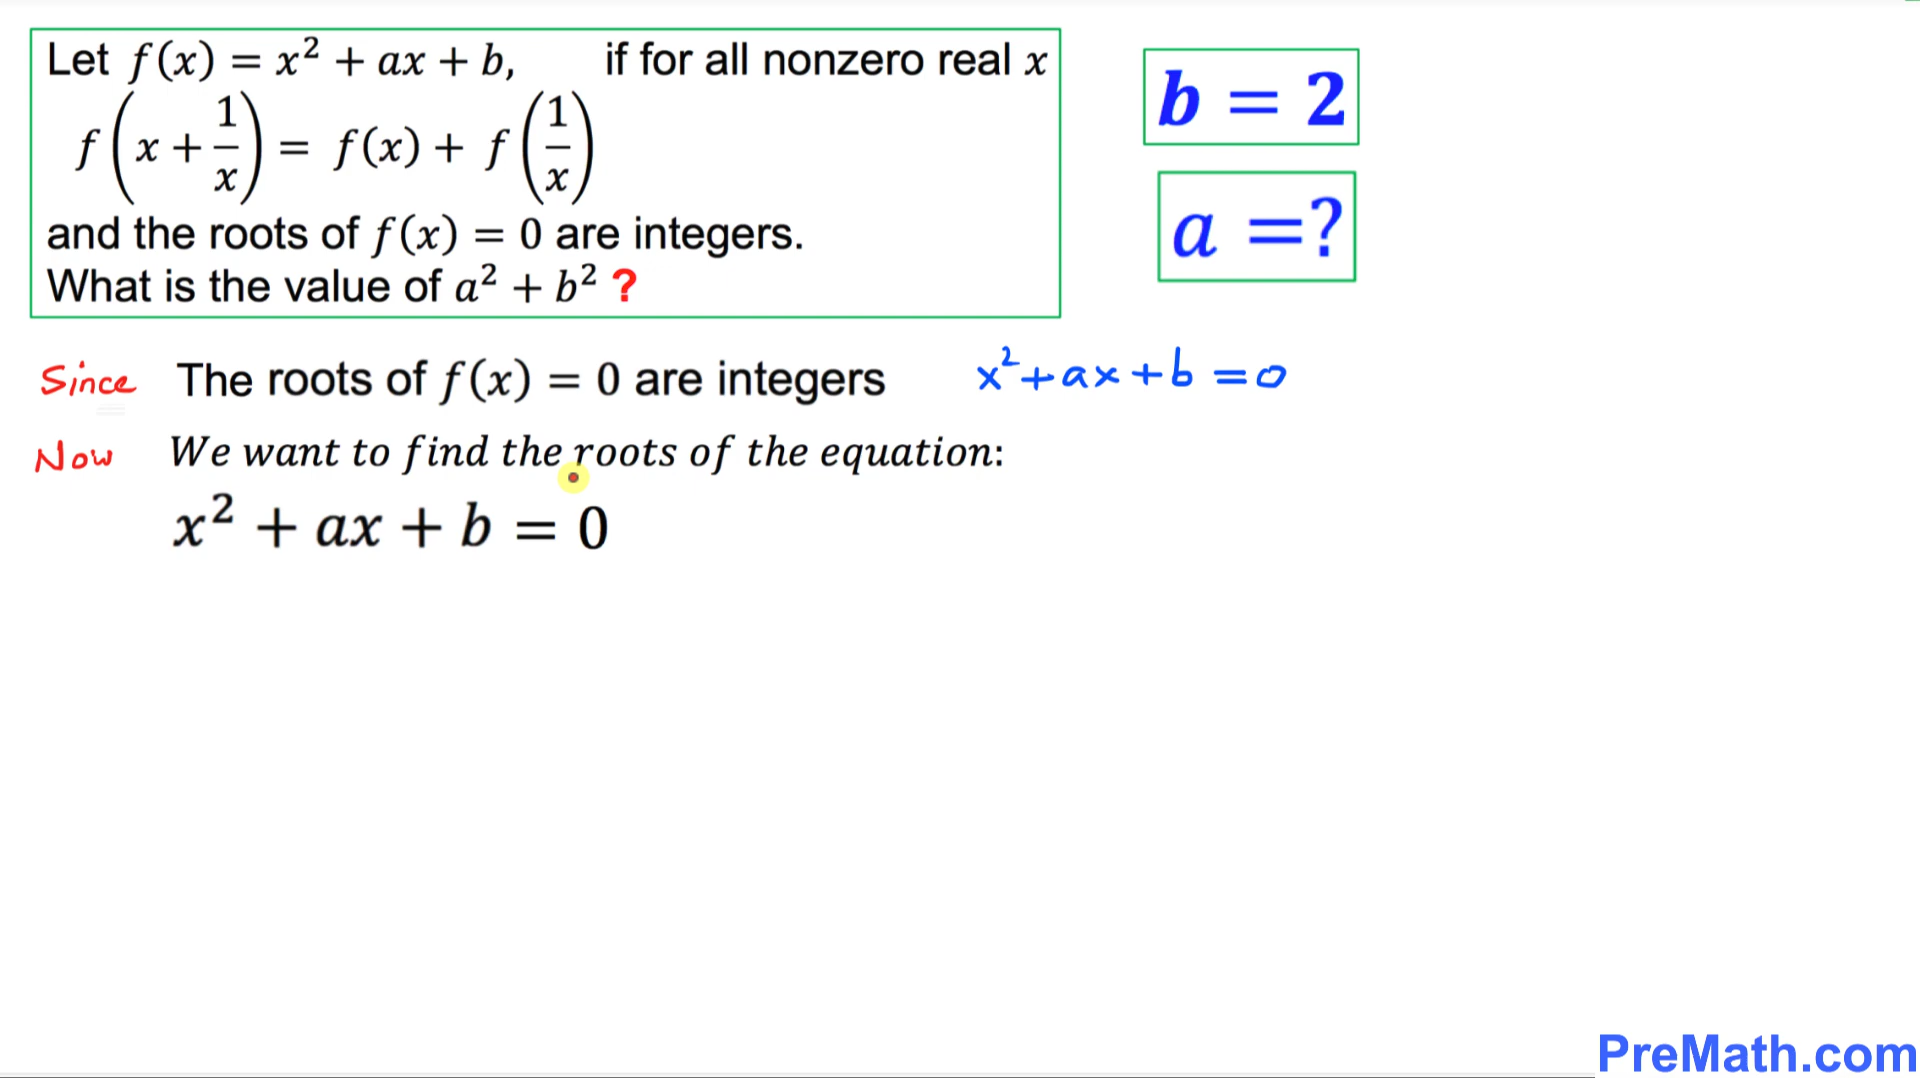 Let f(x) = x² + ax + b, if for all nonzero real x
f(x + 1/x) = f(x) + f(1/x)
and the roots of f(x) = 0 are integers.
What is the value of a² + b² ?
b = 2
a =?
Since The roots of f(x) = 0 are integers x²+ax+b=0
Now We want to find the roots of the equation:
x² + ax + b = 0
PreMath.com